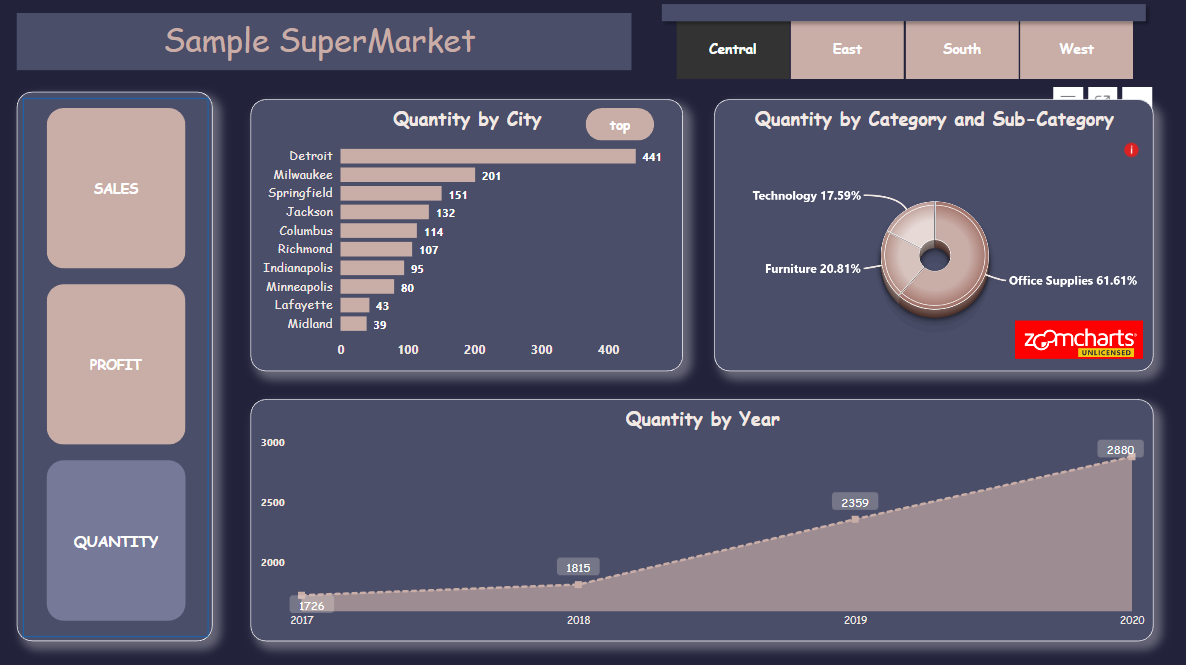 Sample SuperMarket
Central
East
South
West
SALES
PROFIT
QUANTITY
Quantity by City
top
Detroit 441
Milwaukee 201
Springfield 151
Jackson 132
Columbus 114
Richmond 107
Indianapolis 95
Minneapolis 80
Lafayette 43
Midland 39
0 100 200 300 400
Quantity by Category and Sub-Category
i
Technology 17.59%
Furniture 20.81%
Office Supplies 61.61%
zoomcharts
UNLICENSED
Quantity by Year
3000
2500
2000
1726
1815
2359
2880
2017 2018 2019 2020